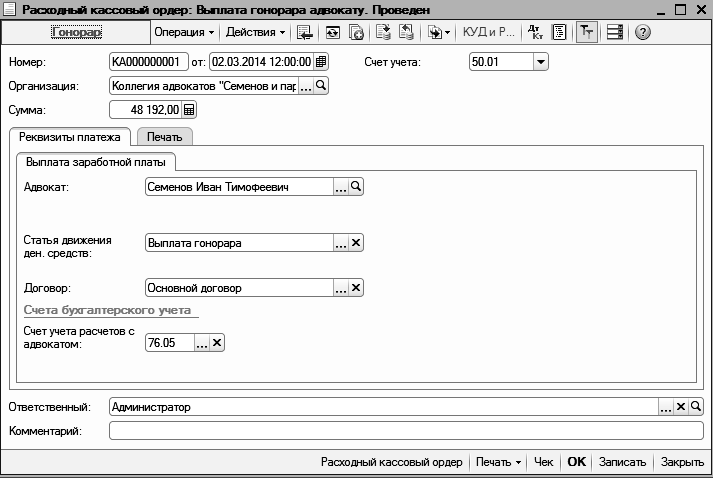 Расходный кассовый ордер: Выплата гонорара адвокату. Проведен
Гонорар Операция Действия КУД и Р... Дт Кт
Номер: КА000000001 от: 02.03.2014 12:00:00 Счет учета: 50.01
Организация: Коллегия адвокатов "Семенов и пар ...
Сумма: 48 192,00
Реквизиты платежа Печать
Выплата заработной платы
Адвокат: Семенов Иван Тимофеевич ...
Статья движения
ден. средств: Выплата гонорара ...
Договор: Основной договор ...
Счета бухгалтерского учета
Счет учета расчетов с
адвокатом: 76.05 ...
Ответственный: Администратор ...
Комментарий:
Расходный кассовый ордер Печать Чек ОК Записать Закрыть